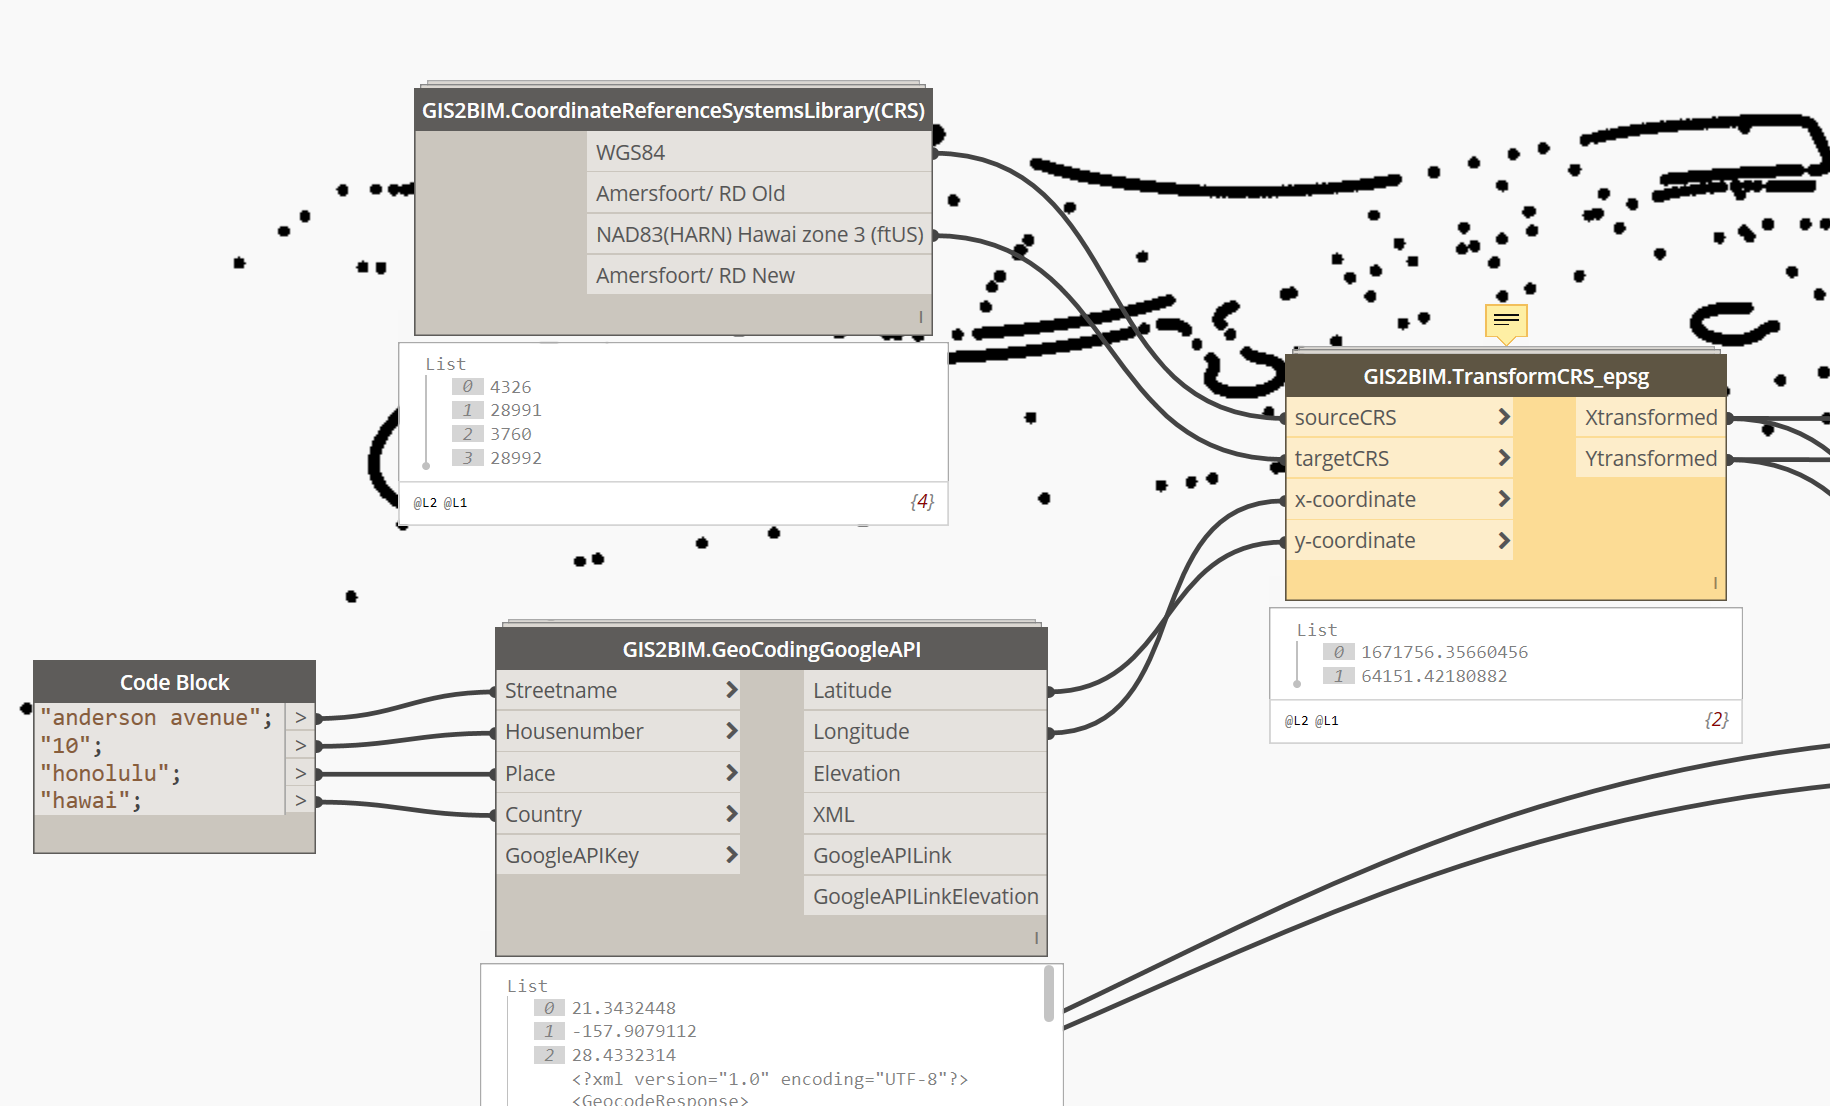 GIS2BIM.CoordinateReferenceSystemsLibrary(CRS)
WGS84
Amersfoort/ RD Old
NAD83(HARN) Hawai zone 3 (ftUS)
Amersfoort/ RD New
l
List
0 4326
1 28991
2 3760
3 28992
@L2 @L1 {4}
GIS2BIM.TransformCRS_epsg
sourceCRS > Xtransformed
targetCRS > Ytransformed
x-coordinate >
y-coordinate >
l
List
0 1671756.35660456
1 64151.42180882
@L2 @L1 {2}
Code Block
"anderson avenue"; >
"10"; >
"honolulu"; >
"hawai"; >
GIS2BIM.GeoCodingGoogleAPI
Streetname > Latitude
Housenumber > Longitude
Place > Elevation
Country > XML
GoogleAPIKey > GoogleAPILink
GoogleAPILinkElevation
l
List
0 21.3432448
1 -157.9079112
2 28.4332314
<?xml version="1.0" encoding="UTF-8"?>
<GeocodeResponse>